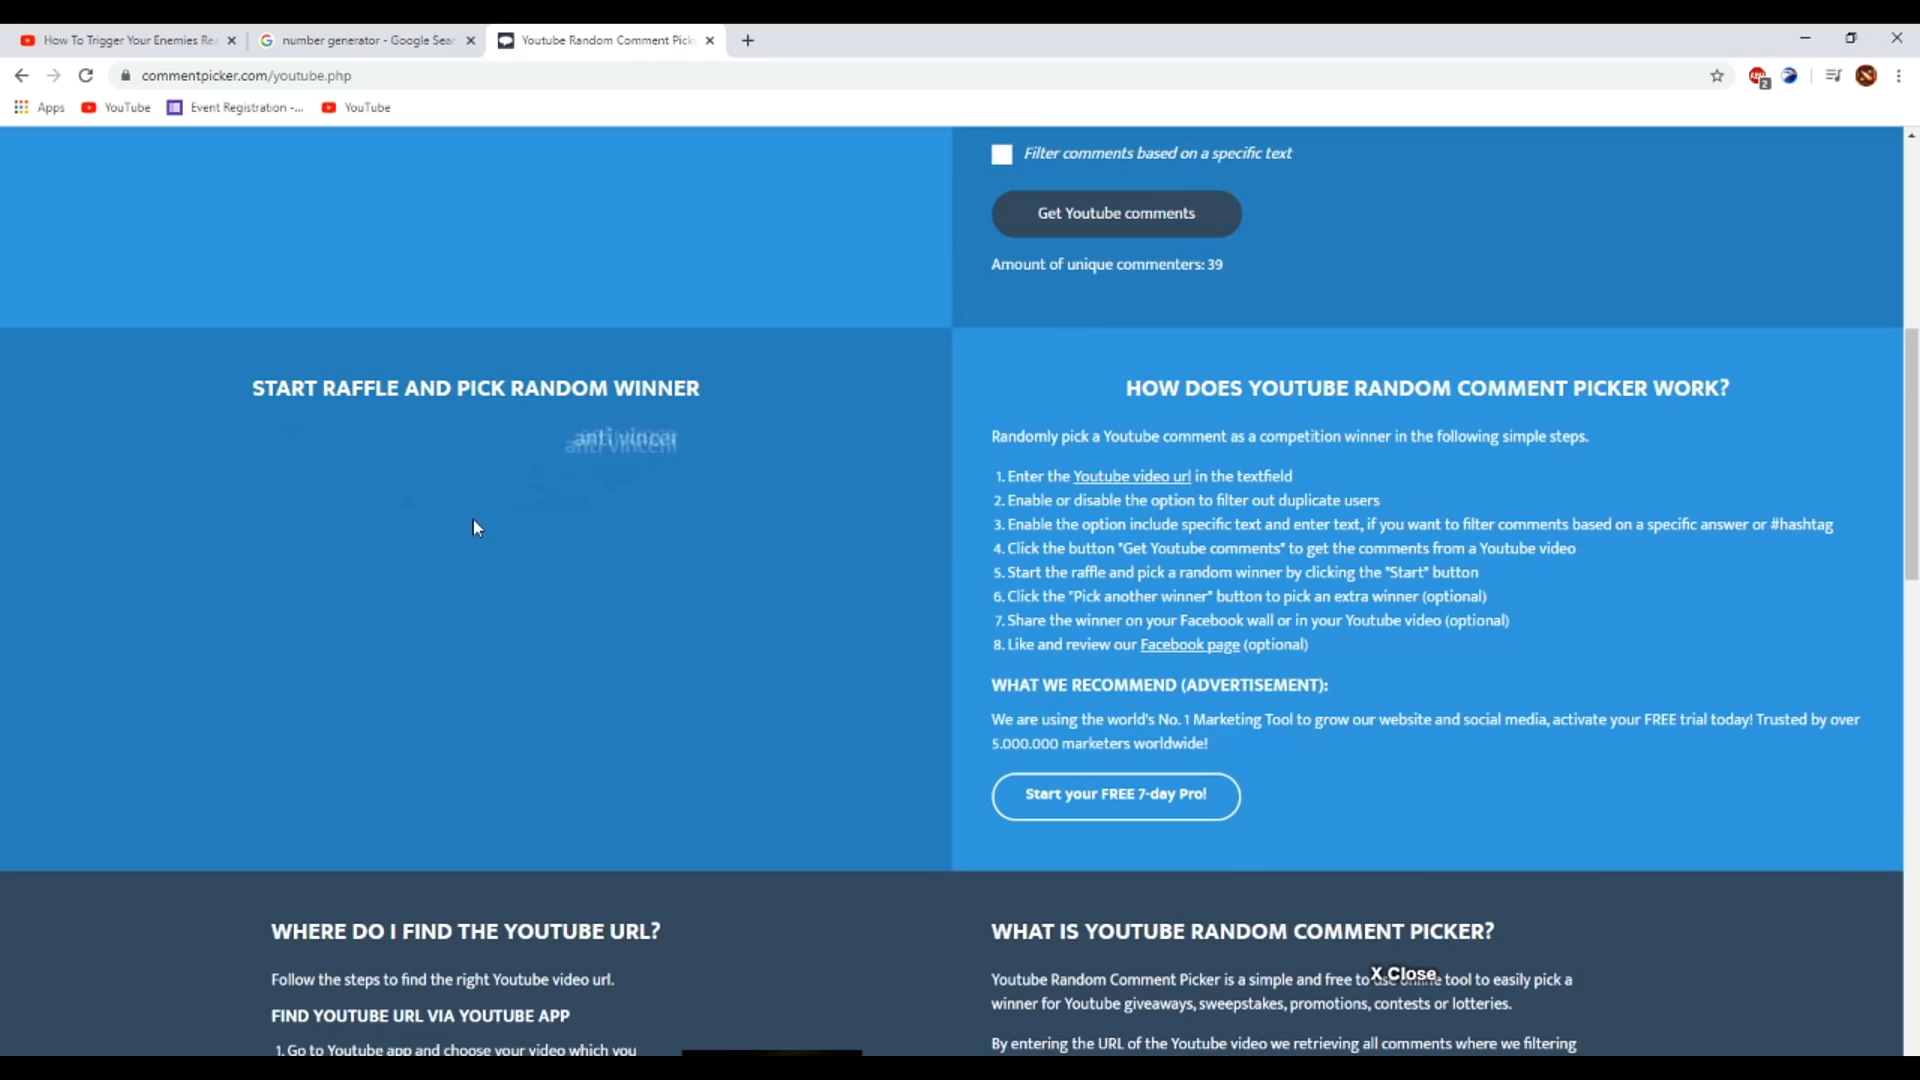 How To Trigger Your Enemies Re
number generator - Google Sear
Youtube Random Comment Pick
commentpicker.com/youtube.php
Apps
YouTube
Event Registration -...
YouTube
Filter comments based on a specific text
Get Youtube comments
Amount of unique commenters: 39
START RAFFLE AND PICK RANDOM WINNER
HOW DOES YOUTUBE RANDOM COMMENT PICKER WORK?
Randomly pick a Youtube comment as a competition winner in the following simple steps.
1. Enter the Youtube video url in the textfield
2. Enable or disable the option to filter out duplicate users
3. Enable the option include specific text and enter text, if you want to filter comments based on a specific answer or #hashtag
4. Click the button "Get Youtube comments" to get the comments from a Youtube video
5. Start the raffle and pick a random winner by clicking the "Start" button
6. Click the "Pick another winner" button to pick an extra winner (optional)
7. Share the winner on your Facebook wall or in your Youtube video (optional)
8. Like and review our Facebook page (optional)
WHAT WE RECOMMEND (ADVERTISEMENT):
We are using the world's No. 1 Marketing Tool to grow our website and social media, activate your FREE trial today! Trusted by over
5.000.000 marketers worldwide!
Start your FREE 7-day Pro!
WHERE DO I FIND THE YOUTUBE URL?
Follow the steps to find the right Youtube video url.
FIND YOUTUBE URL VIA YOUTUBE APP
1. Go to Youtube app and choose your video which you
WHAT IS YOUTUBE RANDOM COMMENT PICKER?
X Close
Youtube Random Comment Picker is a simple and free to tool to easily pick a
winner for Youtube giveaways, sweepstakes, promotions, contests or lotteries.
By entering the URL of the Youtube video we retrieving all comments where we filtering